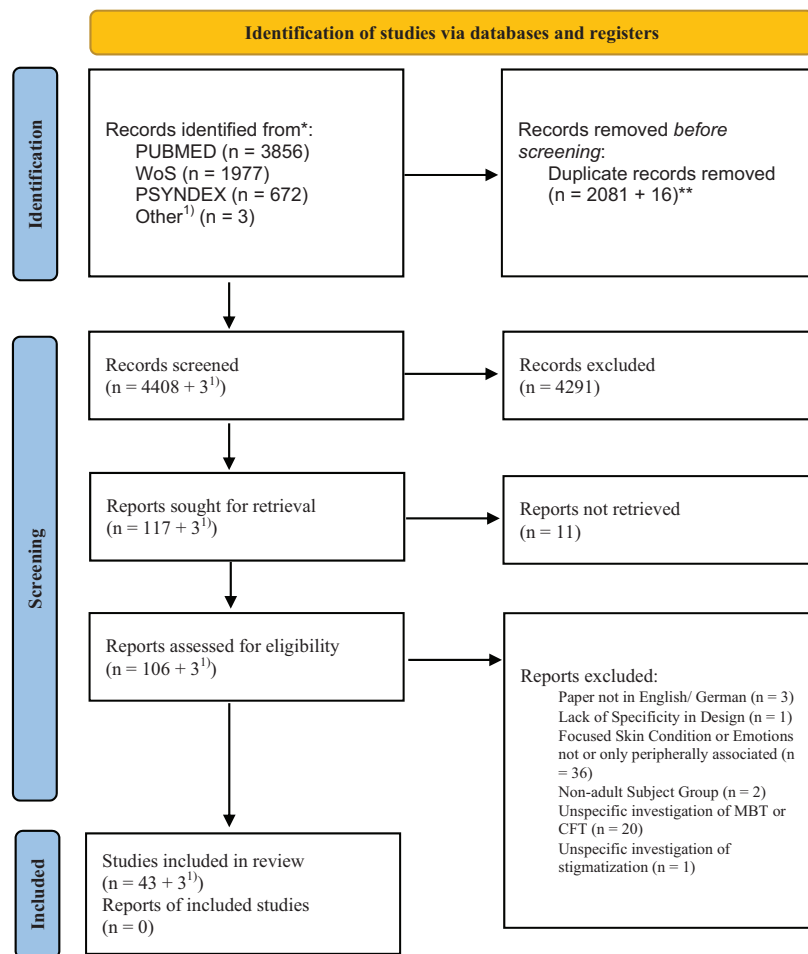 Identification of studies via databases and registers
Identification
Records identified from*:
PUBMED (n = 3856)
WoS (n = 1977)
PSYNDEX (n = 672)
Other1) (n = 3)
Records removed before
screening:
Duplicate records removed
(n = 2081 + 16)**
Screening
Records screened
(n = 4408 + 31))
Records excluded
(n = 4291)
Reports sought for retrieval
(n = 117 + 31))
Reports not retrieved
(n = 11)
Reports assessed for eligibility
(n = 106 + 31))
Reports excluded:
Paper not in English/ German (n = 3)
Lack of Specificity in Design (n = 1)
Focused Skin Condition or Emotions
not or only peripherally associated (n
= 36)
Non-adult Subject Group (n = 2)
Unspecific investigation of MBT or
CFT (n = 20)
Unspecific investigation of
stigmatization (n = 1)
Included
Studies included in review
(n = 43 + 31))
Reports of included studies
(n = 0)